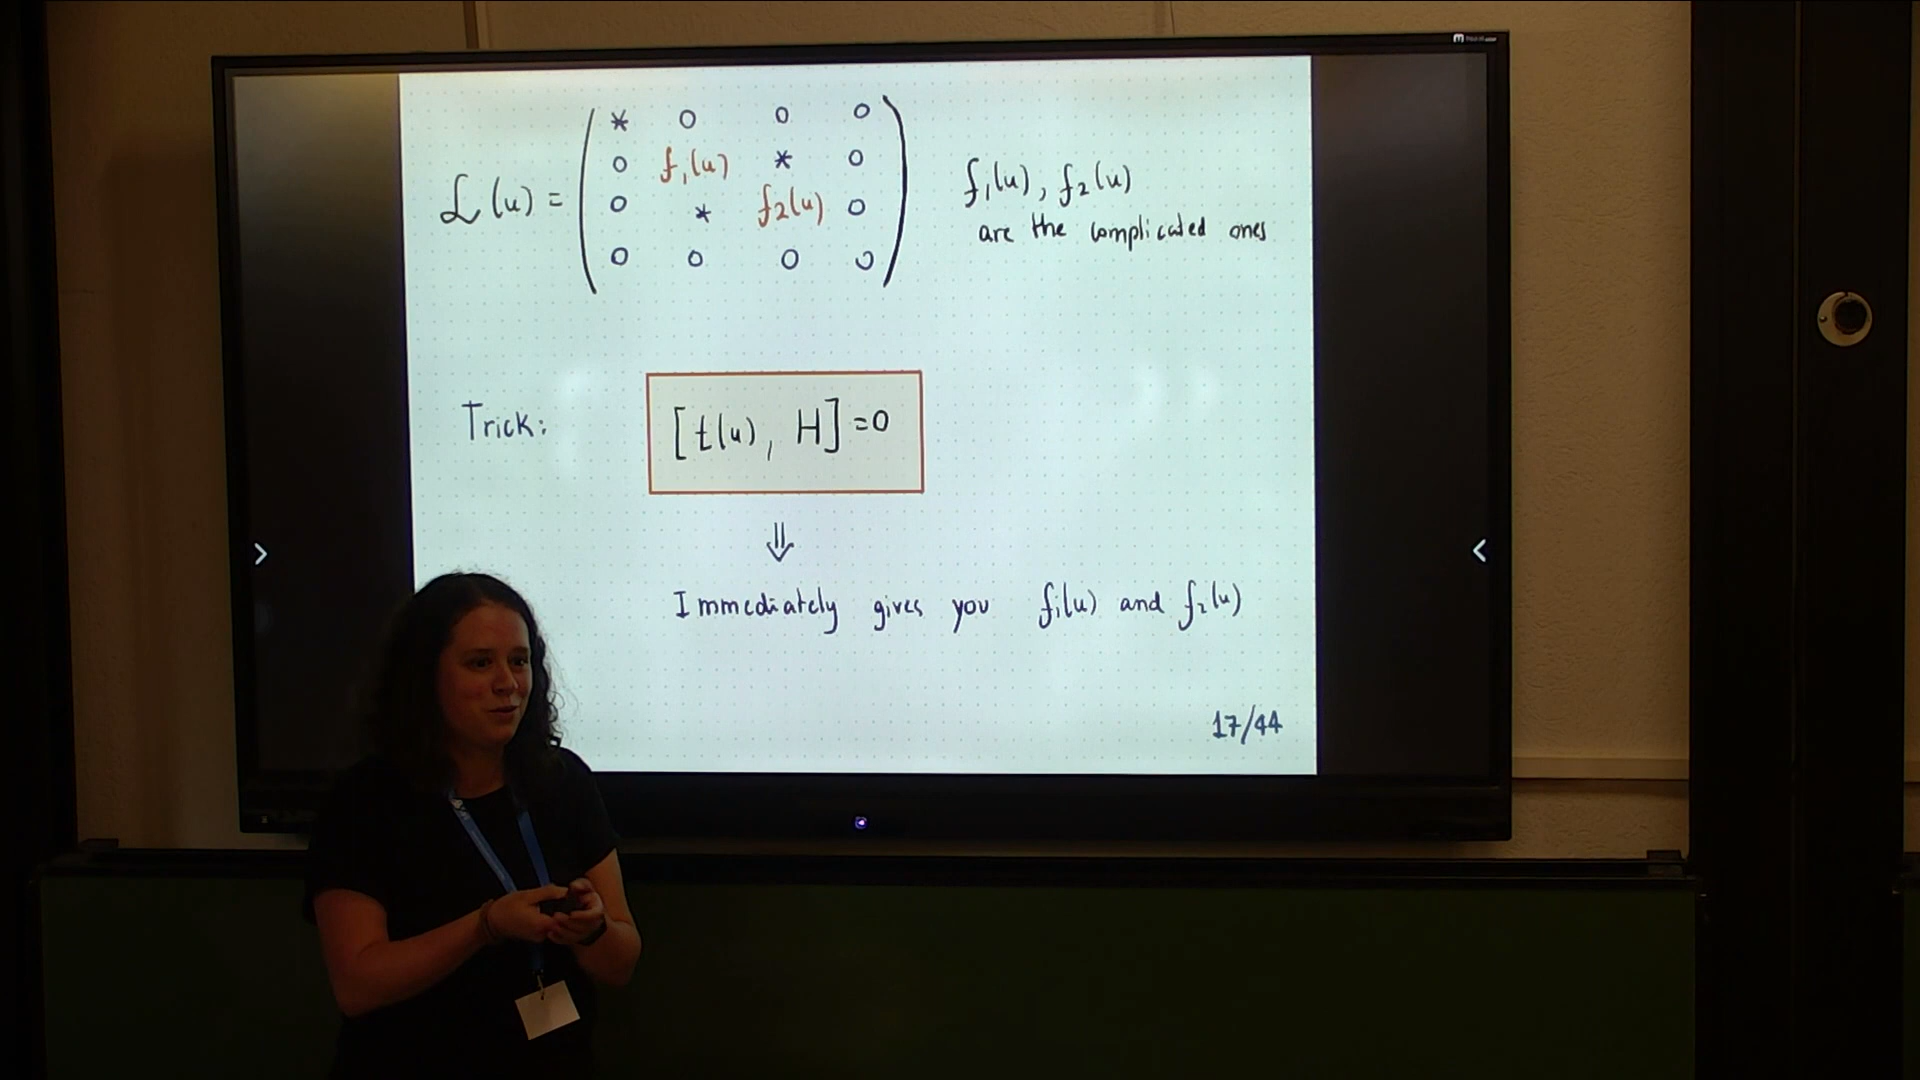 ℒ(u) = ( * 0 0 0
0 f₁(u) * 0
0 * f₂(u) 0
0 0 0 0 )
f₁(u), f₂(u)
are the complicated ones
Trick: [t(u), H] = 0
⇓
Immediately gives you f₁(u) and f₂(u)
17/44